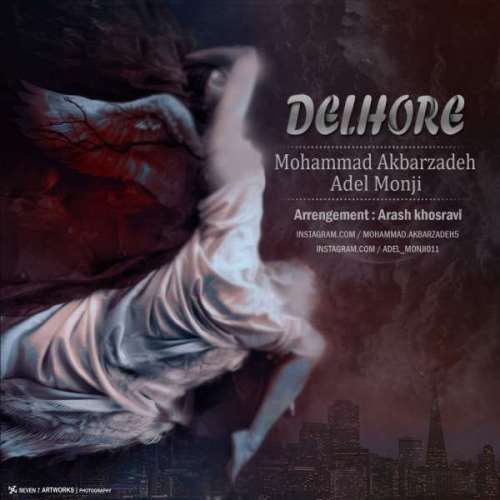 DELHORE
Mohammad Akbarzadeh
Adel Monji
Arrengement : Arash khosravi
INSTAGRAM.COM / MOHAMMAD.AKBARZADEH5
INSTAGRAM.COM / ADEL_MONJI011
SEVEN 7 ARTWORKS | PHOTOGRAPHY